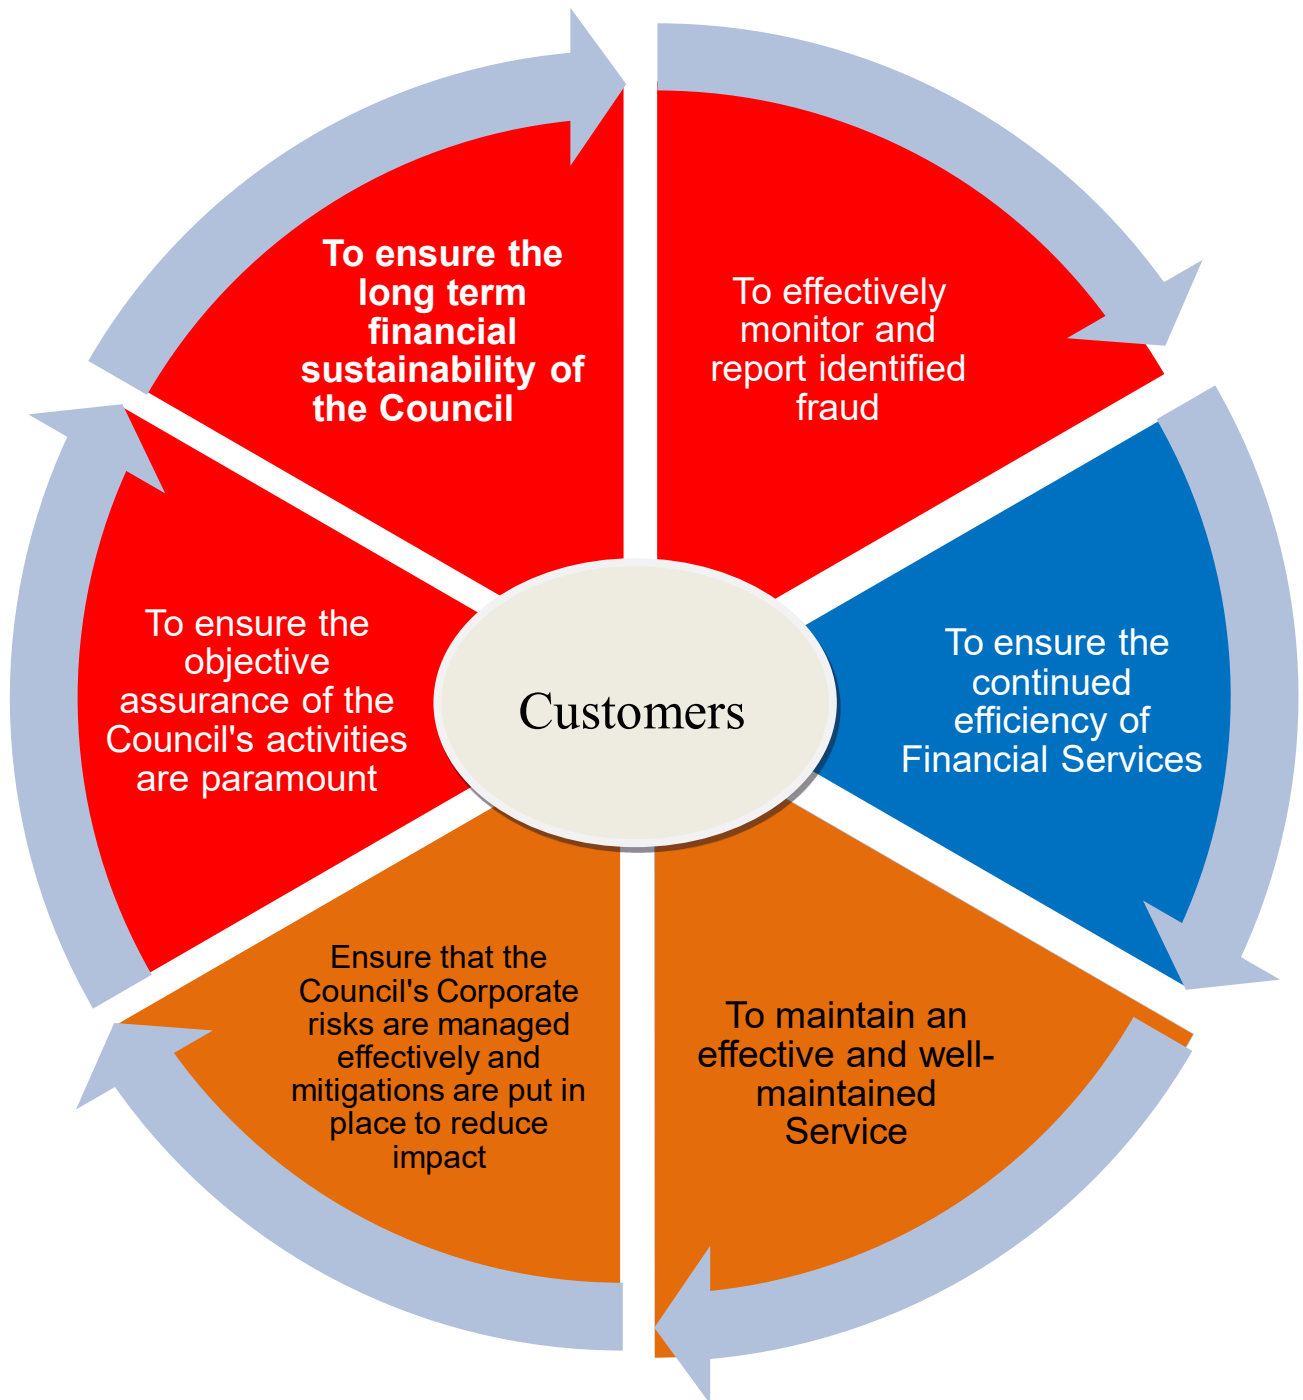 To ensure the
long term
financial
sustainability of
the Council
To effectively
monitor and
report identified
fraud
To ensure the
continued
efficiency of
Financial Services
To maintain an
effective and well-
maintained
Service
Ensure that the
Council's Corporate
risks are managed
effectively and
mitigations are put in
place to reduce
impact
To ensure the
objective
assurance of the
Council's activities
are paramount
Customers